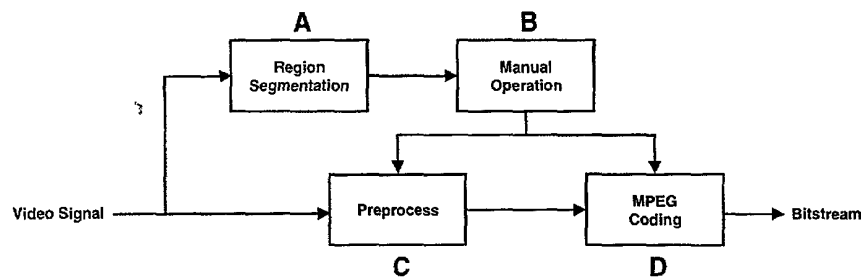 A
B
Region
Segmentation
Manual
Operation
Video Signal
Preprocess
MPEG
Coding
Bitstream
C
D